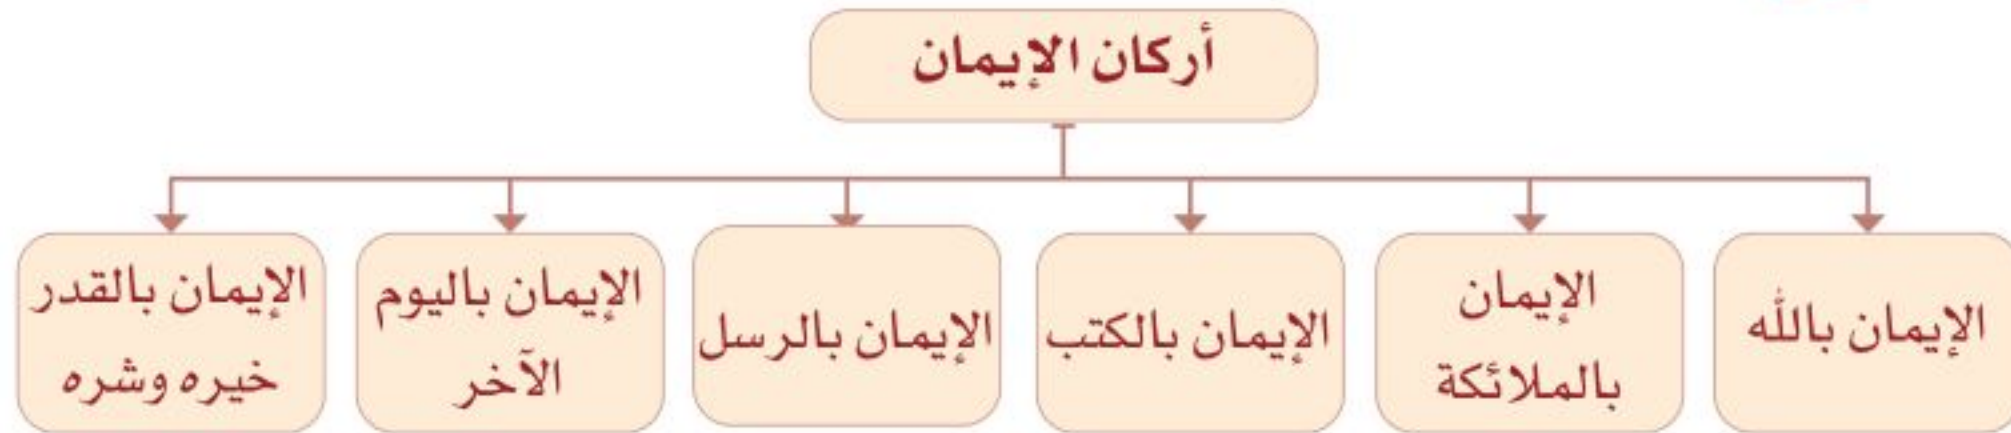 أركان الإيمان
الإيمان بالله
الإيمان
بالملائكة
الإيمان بالكتب
الإيمان بالرسل
الإيمان باليوم
الآخر
الإيمان بالقدر
خيره وشره